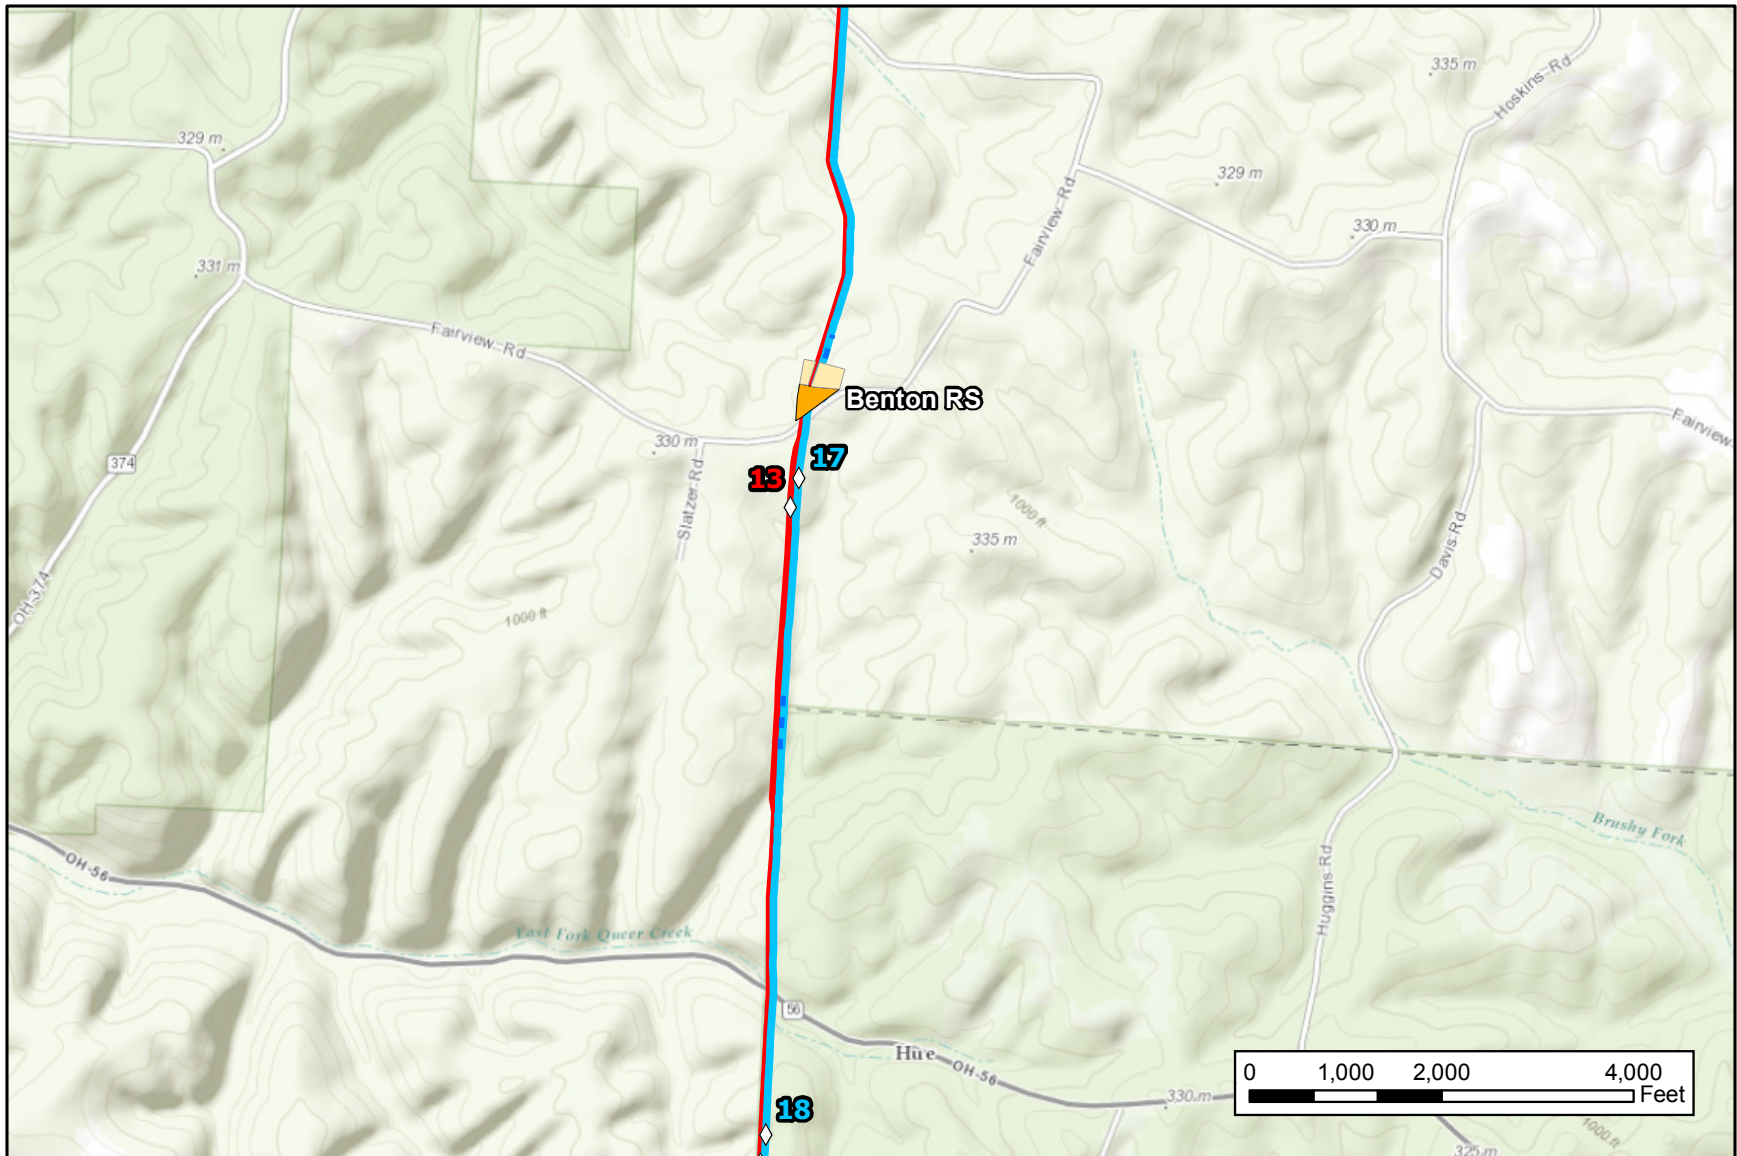 335 m
Hoskins Rd
329 m
329 m
Fairview Rd
330 m
331 m
Fairview Rd
Benton RS
Fairview
330 m
17
374
13
Slatzer Rd
1000 ft
335 m
Davis Rd
OH-374
1000 ft
Brushy Fork
OH-56
Huggins Rd
East Fork Queer Creek
56
Hue
OH-56
0 1,000 2,000 4,000
Feet
330 m
18
1000 ft
325 m